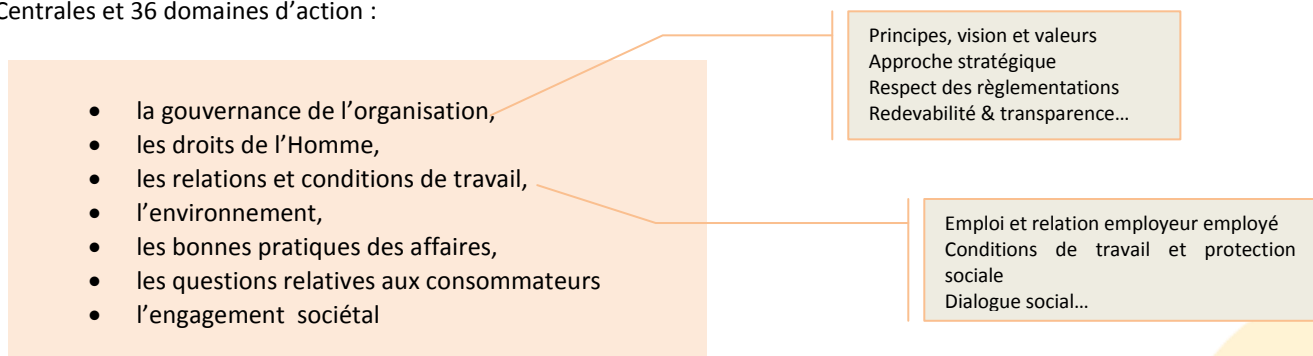 Centrales et 36 domaines d’action :
Principes, vision et valeurs
Approche stratégique
Respect des règlementations
Redevabilité & transparence…
• la gouvernance de l’organisation,
• les droits de l’Homme,
• les relations et conditions de travail,
• l’environnement,
• les bonnes pratiques des affaires,
• les questions relatives aux consommateurs
• l’engagement sociétal
Emploi et relation employeur employé
Conditions de travail et protection
sociale
Dialogue social…